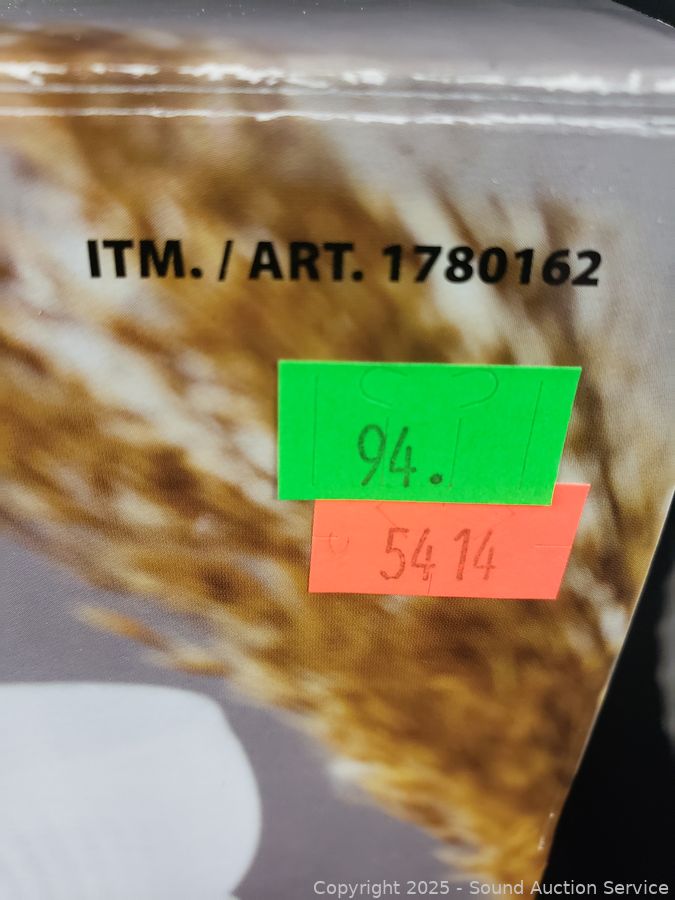 ITM. / ART. 1780162
94.
5414
Copyright 2025 - Sound Auction Service